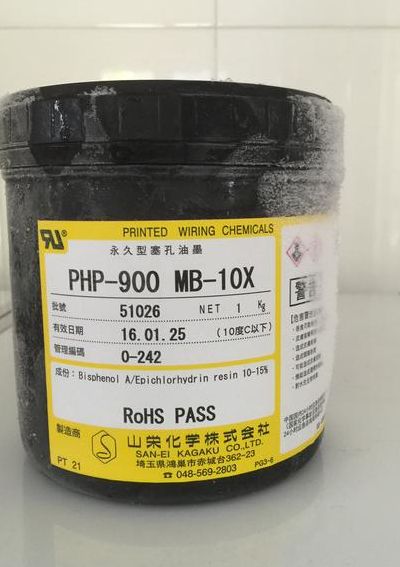 PRINTED WIRING CHEMICALS
永久型塞孔油墨
PHP-900 MB-10X
批號 51026 NET 1 Kg
有效日期 16.01.25 (10度C以下)
管理編碼 0-242
成份: Bisphenol A/Epichlorhydrin resin 10-15%
RoHS PASS
製造商 山栄化学株式会社
SAN-EI KAGAKU CO.,LTD.
埼玉県鴻巣市赤城台362-23
☎ 048-569-2803
PT 21 PG3-6
警告